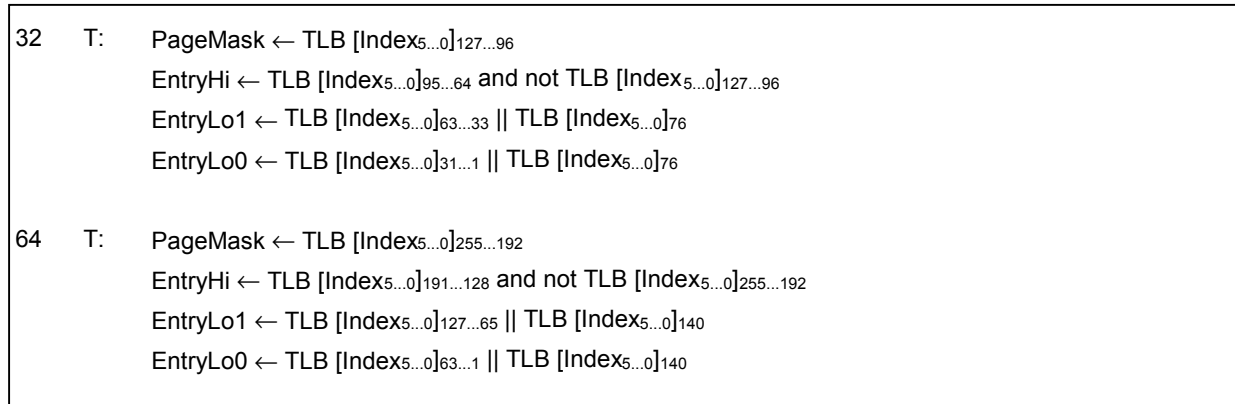 32 T: PageMask ← TLB [Index5...0]127...96
EntryHi ← TLB [Index5...0]95...64 and not TLB [Index5...0]127...96
EntryLo1 ← TLB [Index5...0]63...33 || TLB [Index5...0]76
EntryLo0 ← TLB [Index5...0]31...1 || TLB [Index5...0]76
64 T: PageMask ← TLB [Index5...0]255...192
EntryHi ← TLB [Index5...0]191...128 and not TLB [Index5...0]255...192
EntryLo1 ← TLB [Index5...0]127...65 || TLB [Index5...0]140
EntryLo0 ← TLB [Index5...0]63...1 || TLB [Index5...0]140